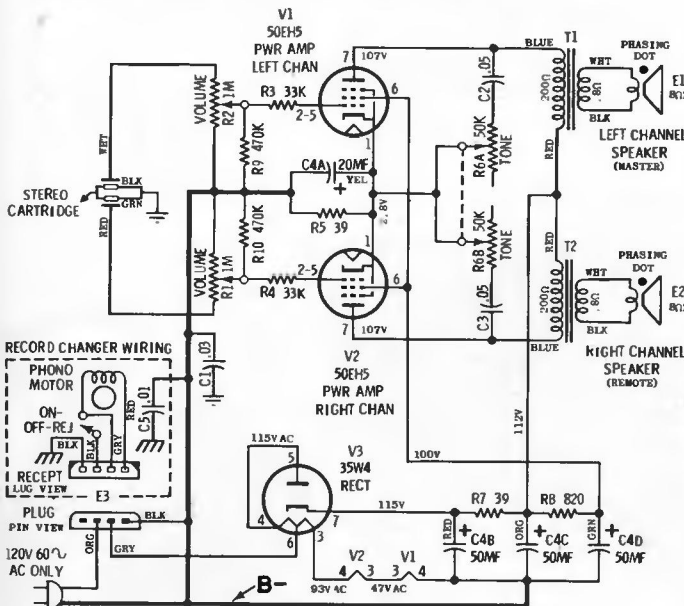 V1
50EH5
PWR AMP
LEFT CHAN
7
107V
6
2-5
1
R3 33K
VOLUME
R2 1M
R9 470K
C4A 20MF
+ YEL
R5 39
2.8V
WHT
BLK
GRN
RED
STEREO
CARTRIDGE
R10 470K
VOLUME
R1 1M
R4 33K
2-5
1
6
7
107V
V2
50EH5
PWR AMP
RIGHT CHAN
C2 .05
R6A 50K
TONE
R6B 50K
TONE
C3 .05
BLUE
T1
200Ω
.8Ω
WHT
BLK
RED
PHASING
DOT
E1
8Ω
LEFT CHANNEL
SPEAKER
(MASTER)
RED
T2
200Ω
.8Ω
WHT
BLK
BLUE
PHASING
DOT
E2
8Ω
RIGHT CHANNEL
SPEAKER
(REMOTE)
C1 .03
RECORD CHANGER WIRING
PHONO
MOTOR
RED
C5 .01
ON-
OFF-REJ
BLK
BLK
GRY
RECEPT
LUG VIEW
E3
PLUG
PIN VIEW
BLK
ORG
GRY
120V 60~
AC ONLY
B-
115V AC
5
V3
35W4
RECT
4
6
3
7
115V
112V
100V
R7 39
R8 820
RED
+
C4B
50MF
ORG
+
C4C
50MF
GRN
+
C4D
50MF
V2
4 3
V1
3 4
93V AC
47V AC